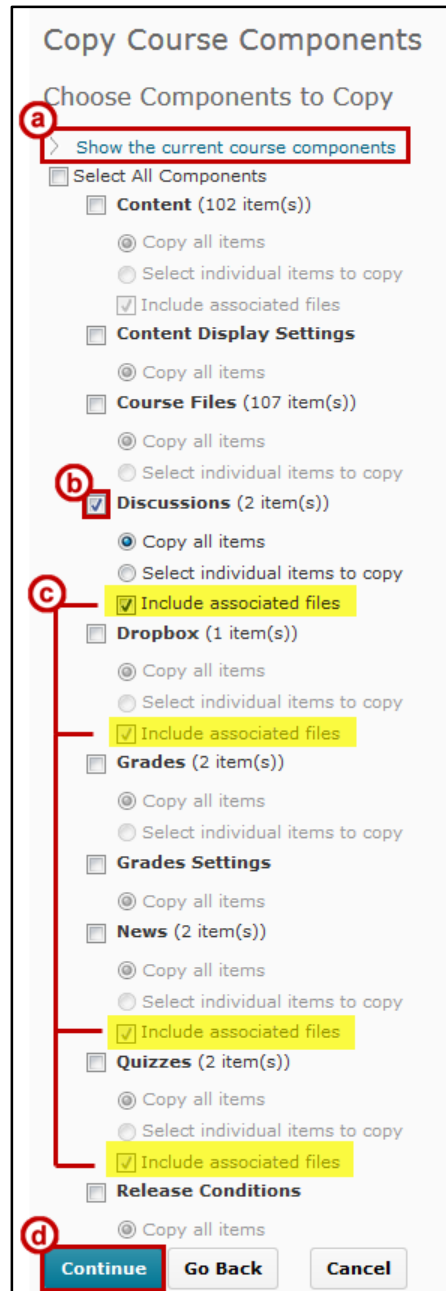 Copy Course Components
Choose Components to Copy
a
Show the current course components
Select All Components
Content (102 item(s))
Copy all items
Select individual items to copy
Include associated files
Content Display Settings
Copy all items
Course Files (107 item(s))
Copy all items
Select individual items to copy
b
Discussions (2 item(s))
Copy all items
Select individual items to copy
c
Include associated files
Dropbox (1 item(s))
Copy all items
Select individual items to copy
Include associated files
Grades (2 item(s))
Copy all items
Select individual items to copy
Grades Settings
Copy all items
News (2 item(s))
Copy all items
Select individual items to copy
Include associated files
Quizzes (2 item(s))
Copy all items
Select individual items to copy
Include associated files
Release Conditions
Copy all items
d
Continue Go Back Cancel